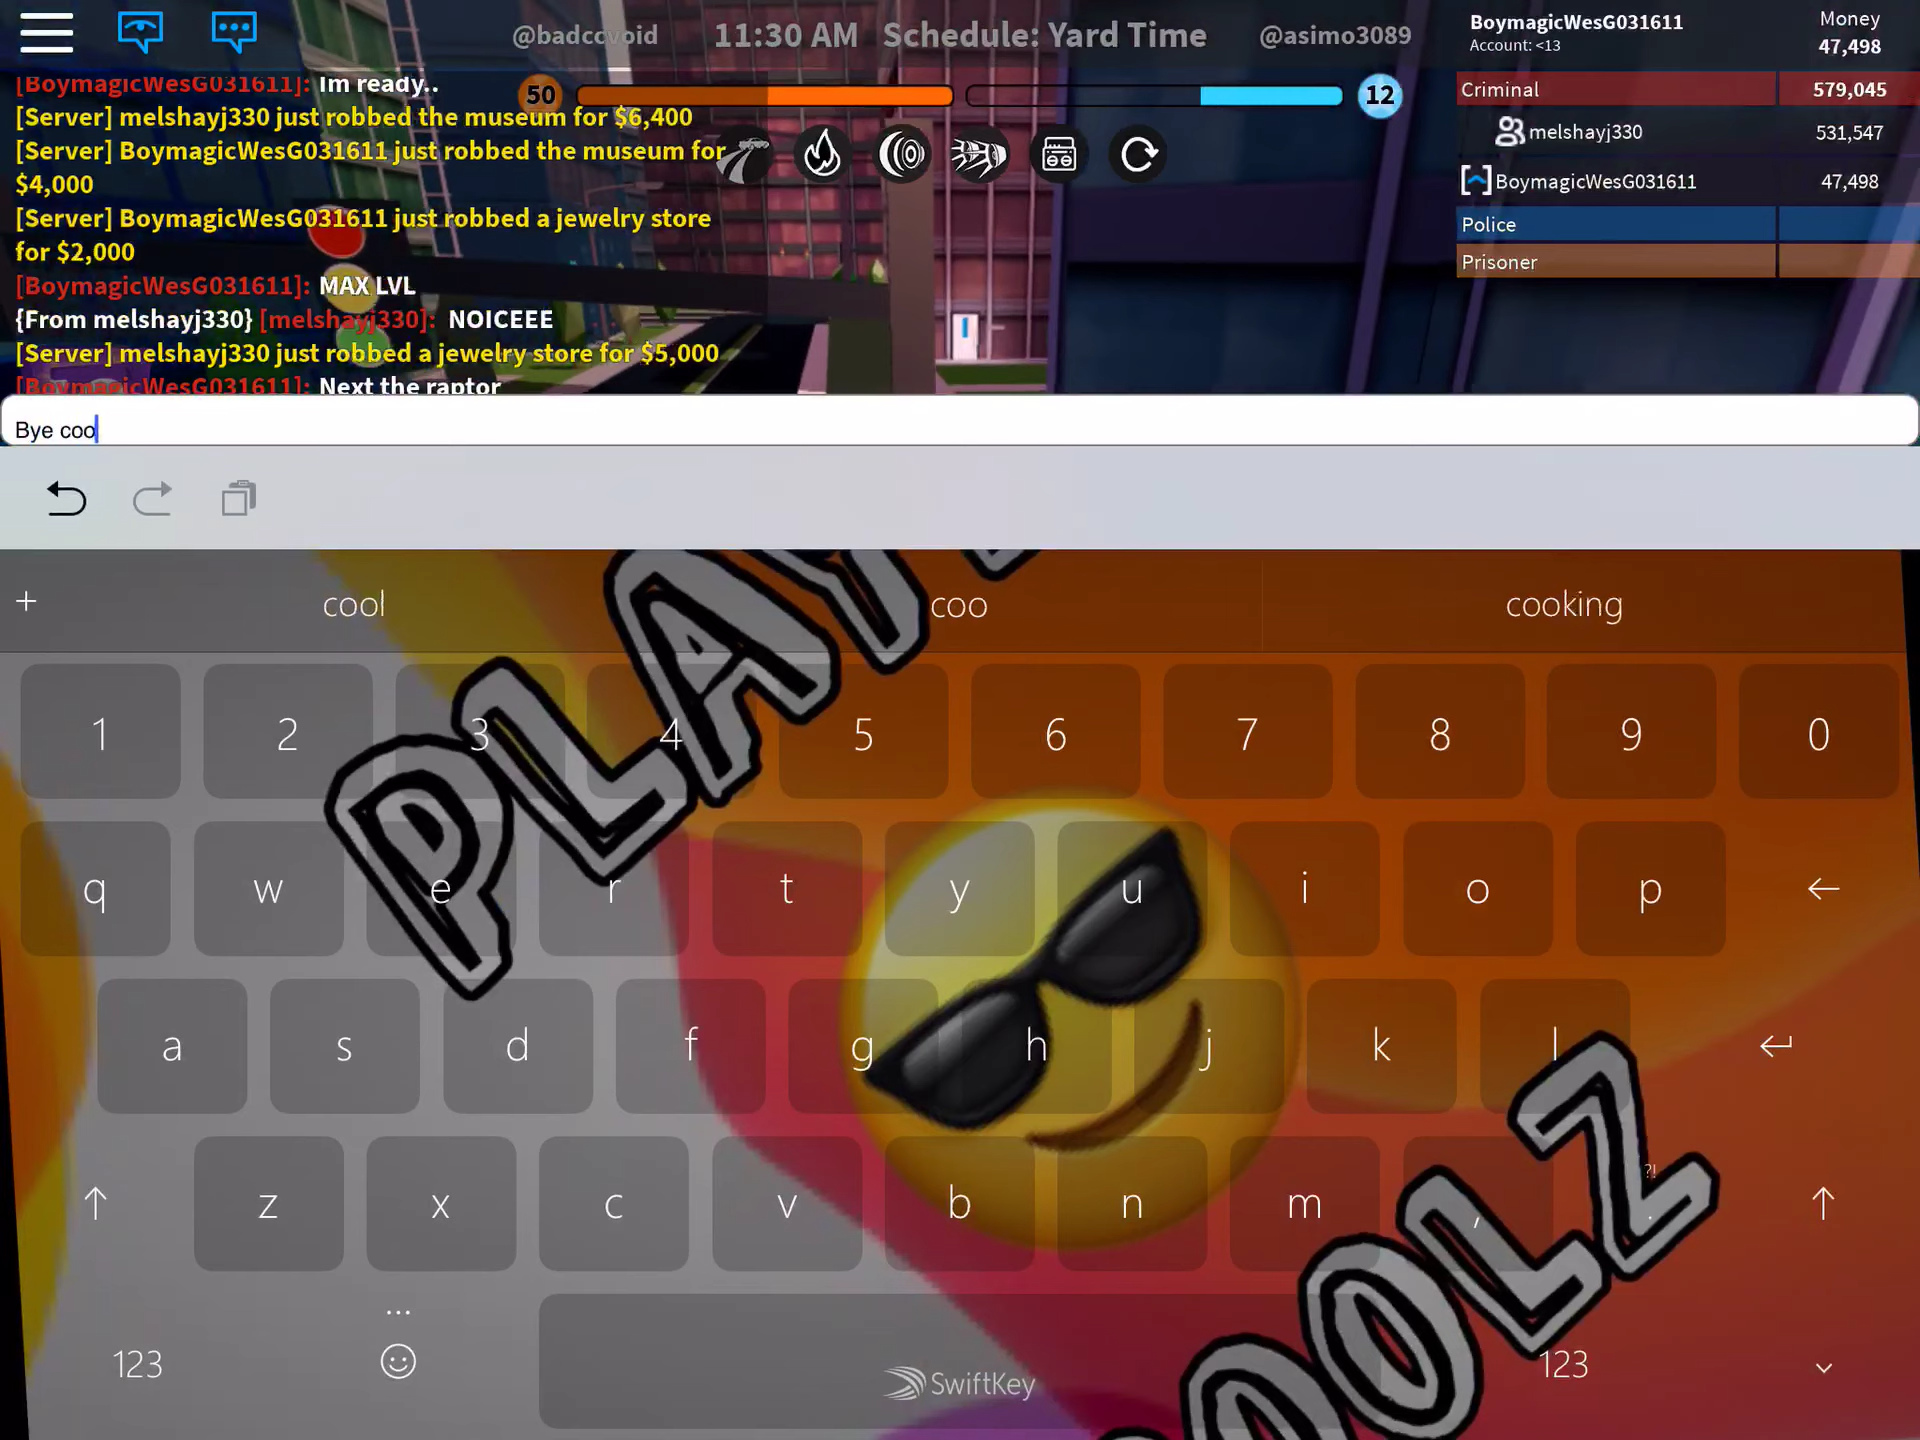 @badccvoid 11:30 AM Schedule: Yard Time @asimo3089
BoymagicWesG031611 Money
Account: <13 47,498
[BoymagicWesG031611]: Im ready..
50 12
Criminal 579,045
melshayj330 531,547
BoymagicWesG031611 47,498
Police
Prisoner
[Server] melshayj330 just robbed the museum for $6,400
[Server] BoymagicWesG031611 just robbed the museum for
$4,000
[Server] BoymagicWesG031611 just robbed a jewelry store
for $2,000
[BoymagicWesG031611]: MAX LVL
{From melshayj330} [melshayj330]: NOICEEE
[Server] melshayj330 just robbed a jewelry store for $5,000
[BoymagicWesG031611]: Next the raptor
Bye coo
+ cool coo cooking
1 2 3 4 5 6 7 8 9 0
q w e r t y u i o p
a s d f g h j k l
z x c v b n m , ?! .
123 SwiftKey 123